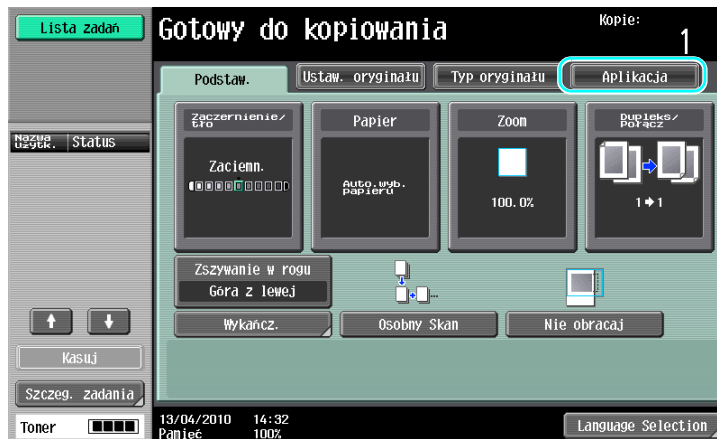 Lista zadań
Gotowy do kopiowania
Kopie:
1
Podstaw.
Ustaw. oryginału
Typ oryginału
Aplikacja
Nazwa użytk.
Status
Zaczernienie/
tło
Papier
Zoom
Dupleks/
Połącz
Zaciemn.
Auto.wyb.
papieru
100.0%
1➔1
Zszywanie w rogu
Góra z lewej
Wykańcz.
Osobny Skan
Nie obracaj
Kasuj
Szczeg. zadania
Toner
13/04/2010 14:32
Pamięć 100%
Language Selection